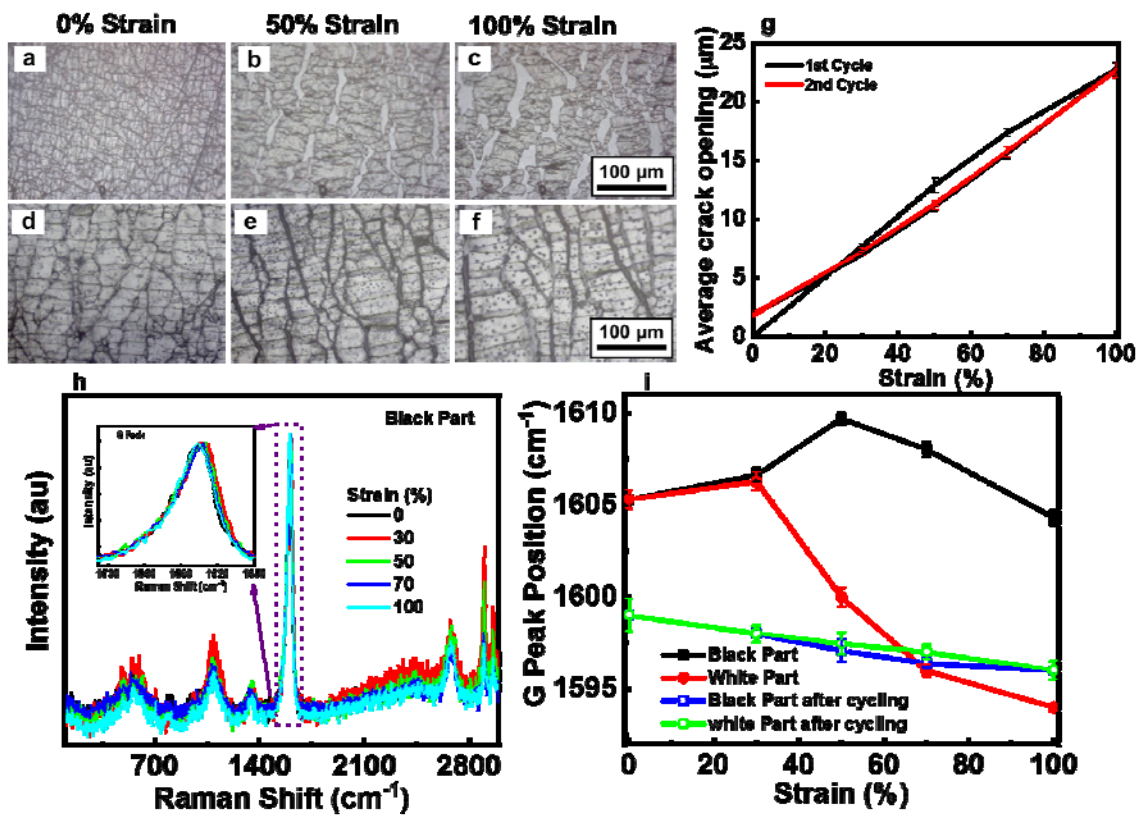 0% Strain 50% Strain 100% Strain
a b c
100 µm
d e f
100 µm
g
Average crack opening (µm)
25
20
15
10
5
0
1st Cycle
2nd Cycle
0 20 40 60 80 100
Strain (%)
h
Black Part
Intensity (au)
G Peak
Intensity (au)
Raman Shift (cm-1)
Strain (%)
0
30
50
70
100
700 1400 2100 2800
Raman Shift (cm-1)
i
G Peak Position (cm-1)
1610
1605
1600
1595
Black Part
White Part
Black Part after cycling
white Part after cycling
0 20 40 60 80 100
Strain (%)